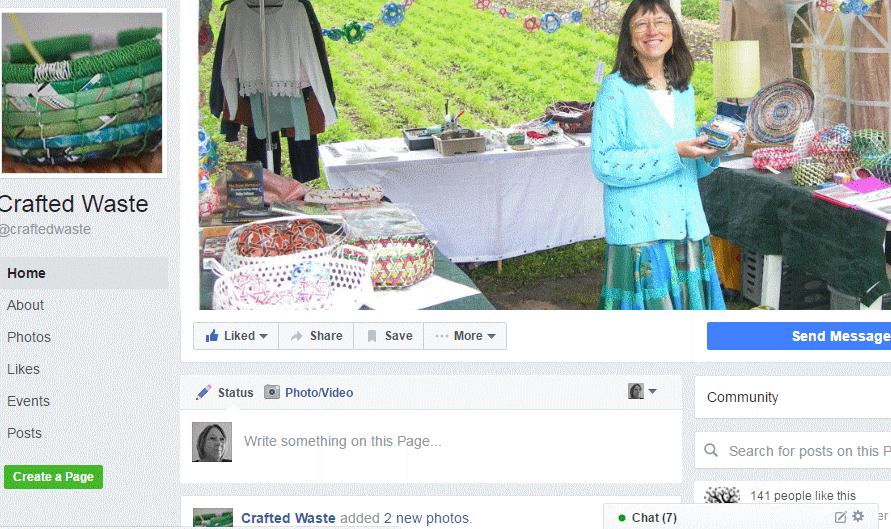 Crafted Waste
@craftedwaste
Home
About
Photos
Likes
Events
Posts
Create a Page
Liked
Share
Save
More
Send Message
Status
Photo/Video
Write something on this Page...
Crafted Waste added 2 new photos.
Community
Search for posts on this P
141 people like this
Chat (7)